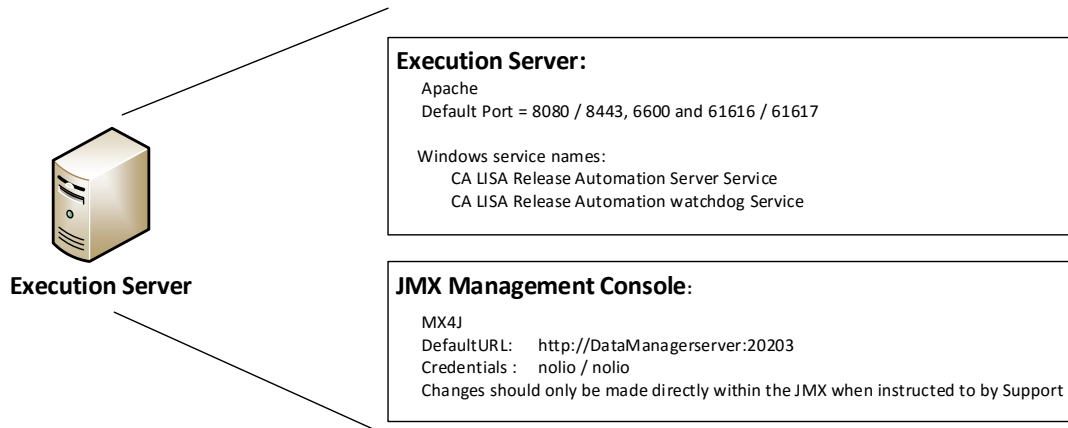 Execution Server:
Apache
Default Port = 8080 / 8443, 6600 and 61616 / 61617
Windows service names:
CA LISA Release Automation Server Service
CA LISA Release Automation watchdog Service
Execution Server
JMX Management Console:
MX4J
DefaultURL: http://DataManagerserver:20203
Credentials : nolio / nolio
Changes should only be made directly within the JMX when instructed to by Support